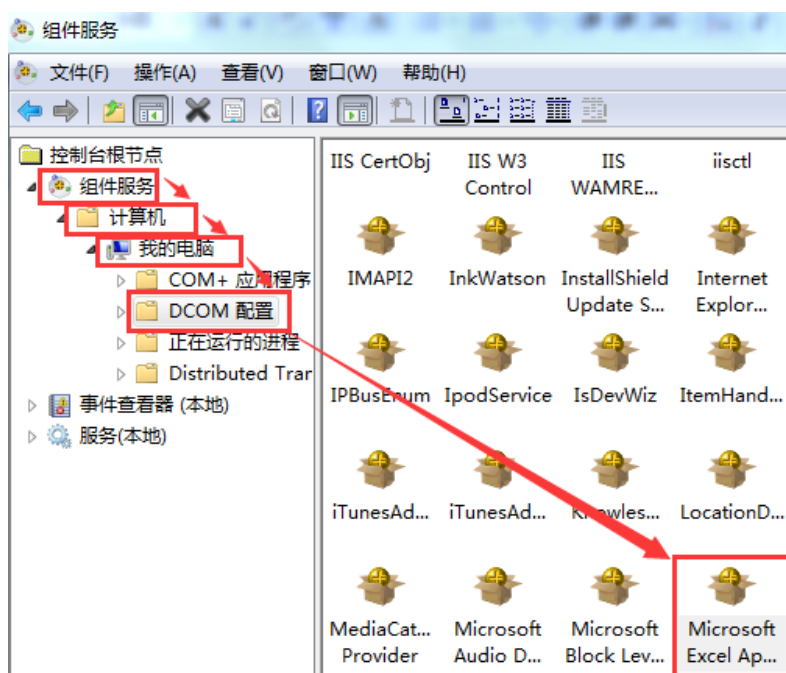 组件服务
文件(F) 操作(A) 查看(V) 窗口(W) 帮助(H)
控制台根节点
组件服务
计算机
我的电脑
COM+ 应用程序
DCOM 配置
正在运行的进程
Distributed Tran
事件查看器 (本地)
服务(本地)
IIS CertObj IIS W3 IIS iisctl
Control WAMRE...
IMAPI2 InkWatson InstallShield Internet
Update S... Explor...
IPBusEnum IpodService IsDevWiz ItemHand...
iTunesAd... iTunesAd... Knowles... LocationD...
MediaCat... Microsoft Microsoft Microsoft
Provider Audio D... Block Lev... Excel Ap...